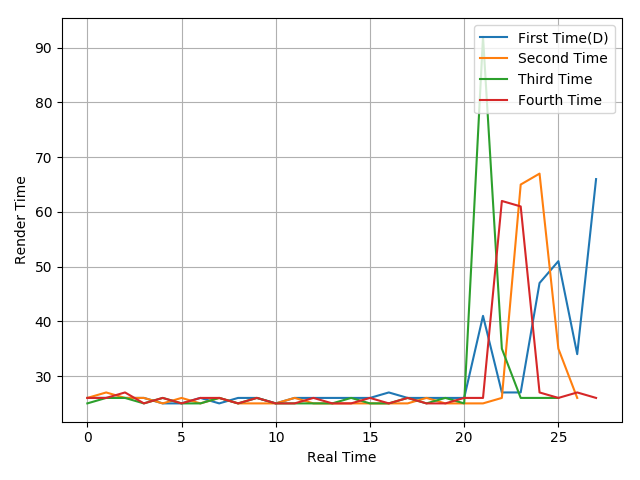 First Time(D)
Second Time
Third Time
Fourth Time
90
80
70
60
50
40
30
Render Time
0 5 10 15 20 25
Real Time